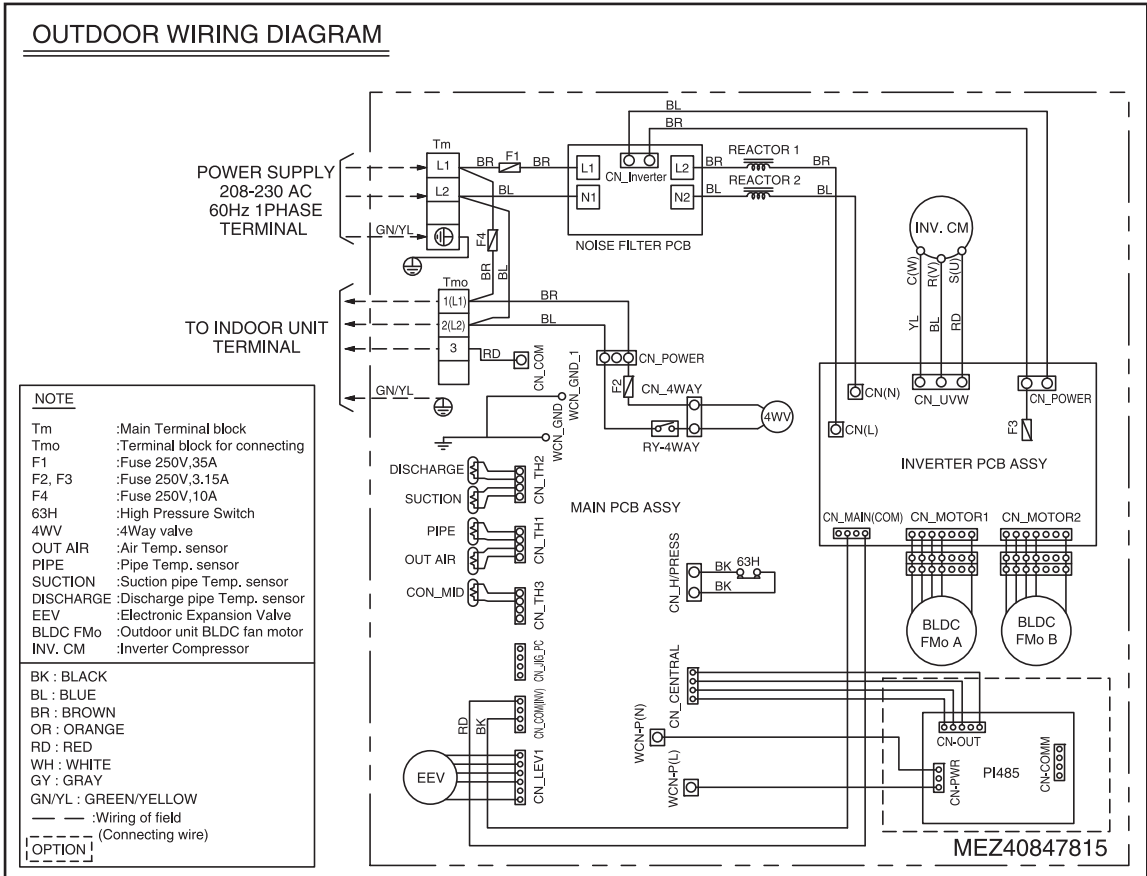 OUTDOOR WIRING DIAGRAM
POWER SUPPLY
208-230 AC
60Hz 1PHASE
TERMINAL
GN/YL
Tm
L1
L2
BR
F1
BR
BL
F4
BR
BL
L1
N1
CN_Inverter
L2
N2
NOISE FILTER PCB
BL
BR
BR
REACTOR 1
BR
BL
REACTOR 2
BL
INV. CM
C(W)
R(V)
S(U)
YL
BL
RD
TO INDOOR UNIT
TERMINAL
GN/YL
Tmo
1(L1)
2(L2)
3
BR
BL
RD
CN_COM
WCN_GND_1
WCN_GND
CN_POWER
F2
CN_4WAY
4WV
RY-4WAY
CN(N)
CN(L)
CN_UVW
CN_POWER
F3
INVERTER PCB ASSY
CN_MAIN(COM)
CN_MOTOR1
CN_MOTOR2
BLDC
FMo A
BLDC
FMo B
DISCHARGE
SUCTION
CN_TH2
PIPE
OUT AIR
CN_TH1
CON_MID
CN_TH3
MAIN PCB ASSY
CN_H/PRESS
BK
63H
BK
CN_JIG_PC
CN_COM(INV)
RD
BK
EEV
CN_LEV1
CN_CENTRAL
WCN-P(N)
WCN-P(L)
CN-OUT
CN-PWR
PI485
CN-COMM
MEZ40847815
NOTE
Tm :Main Terminal block
Tmo :Terminal block for connecting
F1 :Fuse 250V,35A
F2, F3 :Fuse 250V,3.15A
F4 :Fuse 250V,10A
63H :High Pressure Switch
4WV :4Way valve
OUT AIR :Air Temp. sensor
PIPE :Pipe Temp. sensor
SUCTION :Suction pipe Temp. sensor
DISCHARGE :Discharge pipe Temp. sensor
EEV :Electronic Expansion Valve
BLDC FMo :Outdoor unit BLDC fan motor
INV. CM :Inverter Compressor
BK : BLACK
BL : BLUE
BR : BROWN
OR : ORANGE
RD : RED
WH : WHITE
GY : GRAY
GN/YL : GREEN/YELLOW
:Wiring of field
(Connecting wire)
OPTION